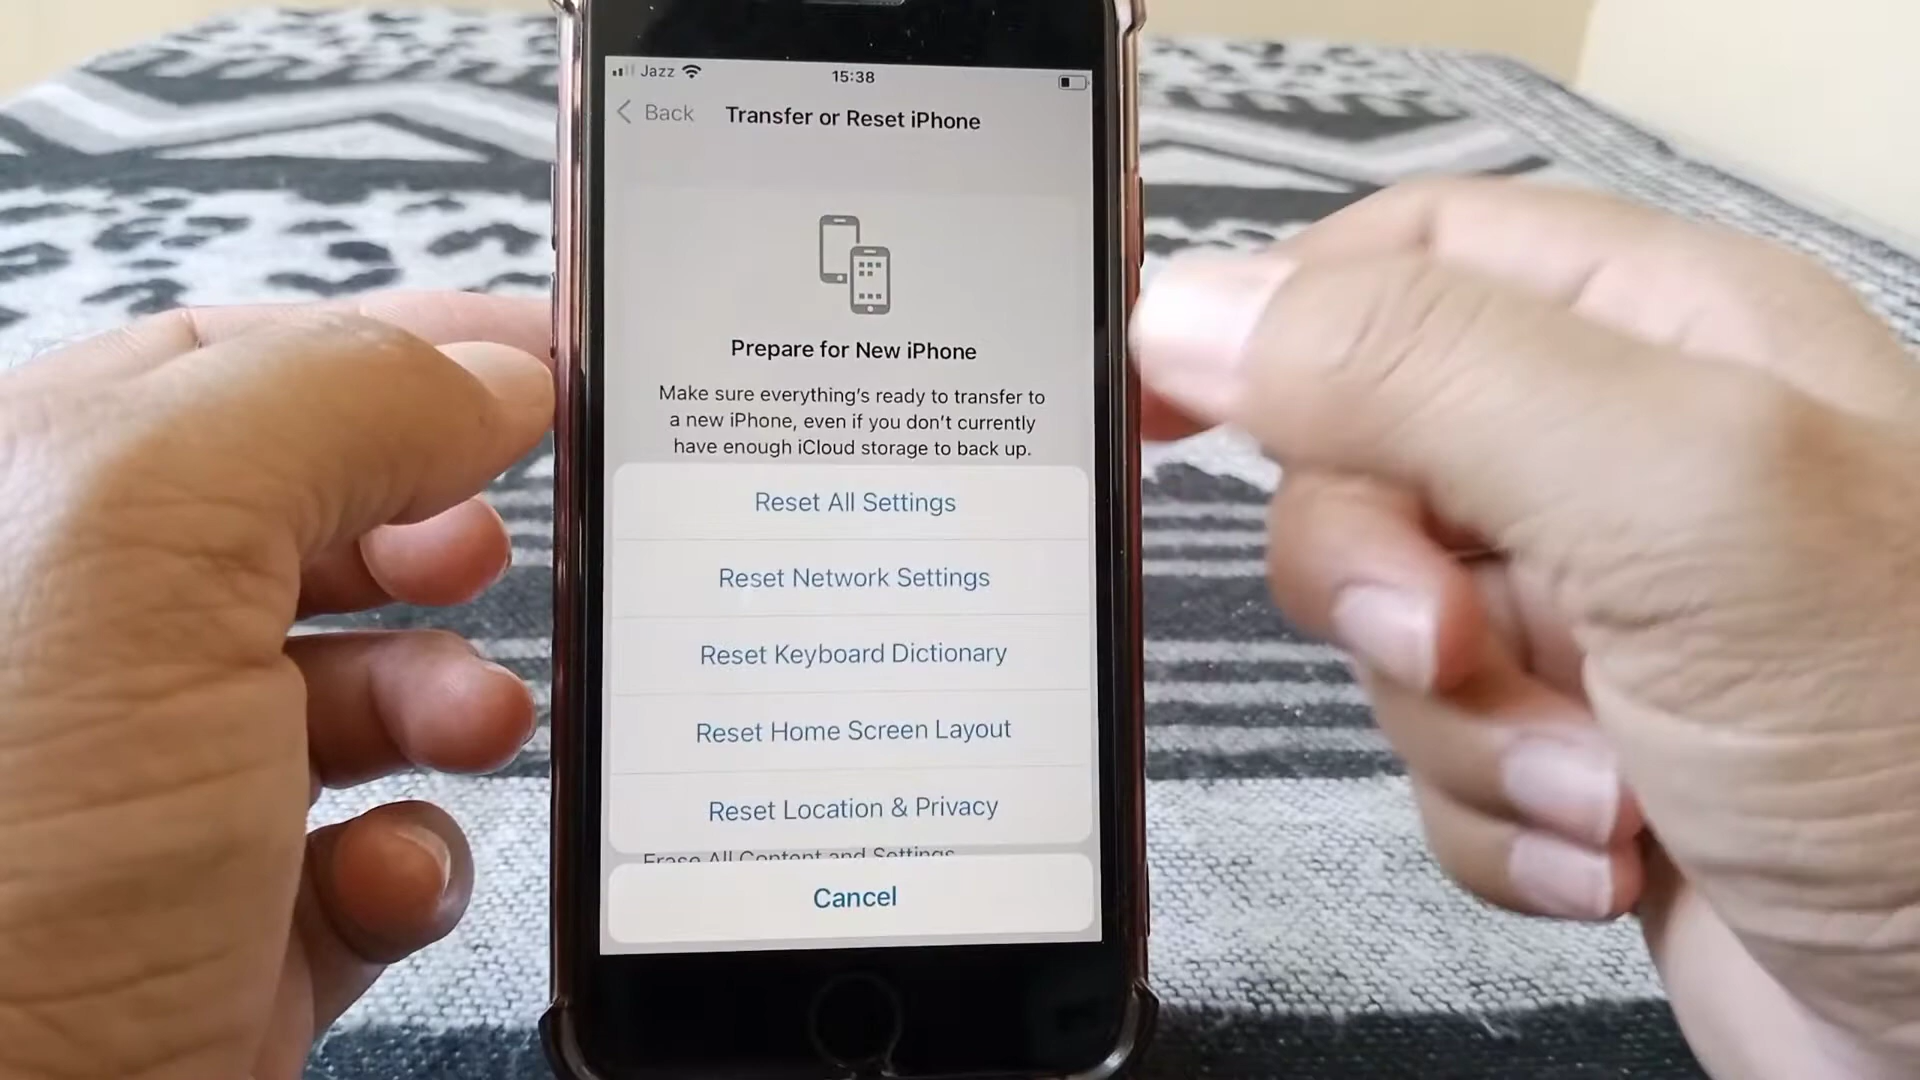 Jazz
15:38
Back
Transfer or Reset iPhone
Prepare for New iPhone
Make sure everything's ready to transfer to
a new iPhone, even if you don't currently
have enough iCloud storage to back up.
Reset All Settings
Reset Network Settings
Reset Keyboard Dictionary
Reset Home Screen Layout
Reset Location & Privacy
Erase All Content and Settings
Cancel